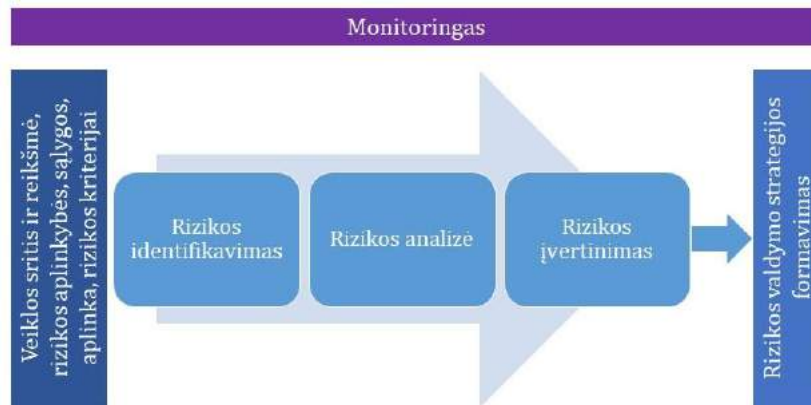 Monitoringas
Veiklos sritis ir reikšmė,
rizikos aplinkybės, sąlygos,
aplinka, rizikos kriterijai
Rizikos
identifikavimas
Rizikos analizė
Rizikos
įvertinimas
Rizikos valdymo strategijos
formavimas